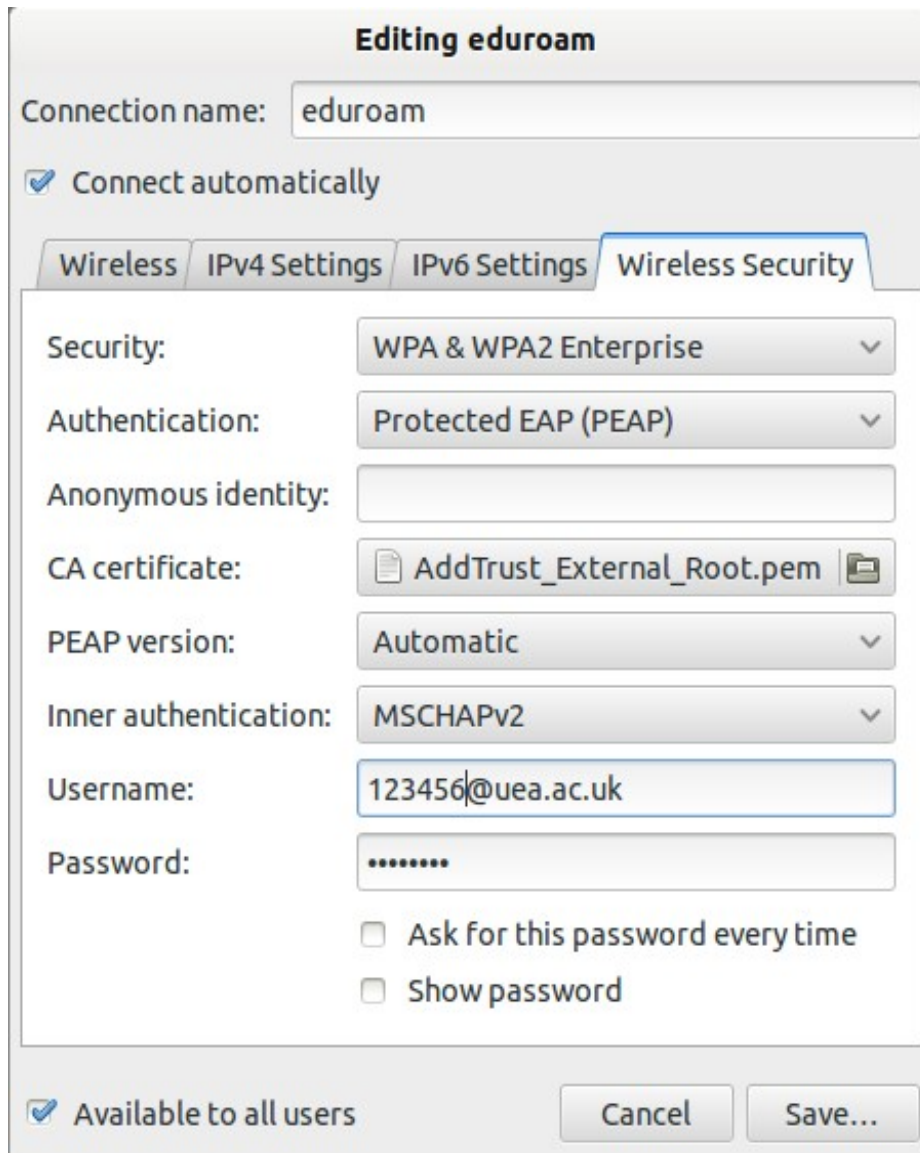 Editing eduroam
Connection name: eduroam
Connect automatically
Wireless IPv4 Settings IPv6 Settings Wireless Security
Security: WPA & WPA2 Enterprise
Authentication: Protected EAP (PEAP)
Anonymous identity:
CA certificate: AddTrust_External_Root.pem
PEAP version: Automatic
Inner authentication: MSCHAPv2
Username: 123456@uea.ac.uk
Password: ••••••••
Ask for this password every time
Show password
Available to all users Cancel Save...